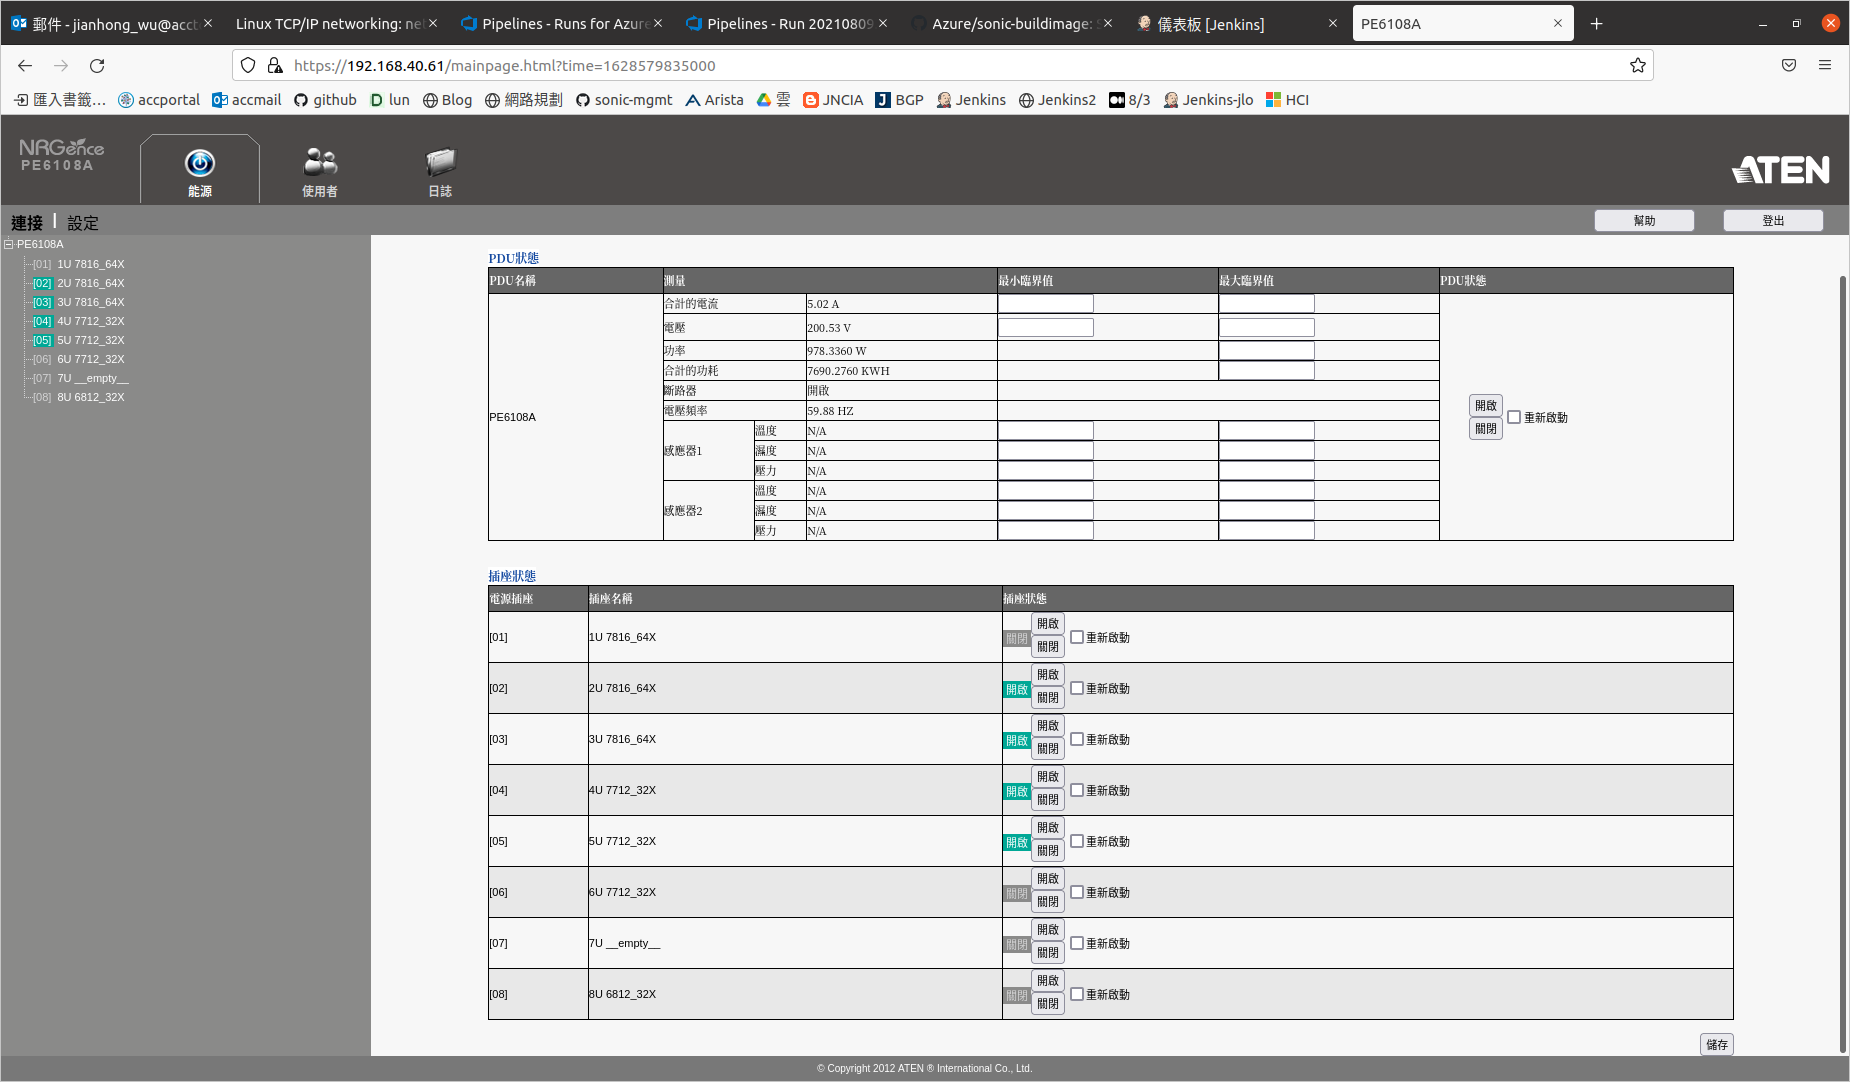 郵件 - jianhong_wu@acct
Linux TCP/IP networking: ne
Pipelines - Runs for Azure
Pipelines - Run 20210809
Azure/sonic-buildimage: S
儀表板 [Jenkins]
PE6108A
https://192.168.40.61/mainpage.html?time=1628579835000
匯入書籤… accportal accmail github lun Blog 網路規劃 sonic-mgmt Arista 雲 JNCIA BGP Jenkins Jenkins2 8/3 Jenkins-jlo HCI
NRGence
PE6108A
能源 使用者 日誌
ATEN
連接 | 設定
幫助 登出
PE6108A
[01] 1U 7816_64X
[02] 2U 7816_64X
[03] 3U 7816_64X
[04] 4U 7712_32X
[05] 5U 7712_32X
[06] 6U 7712_32X
[07] 7U __empty__
[08] 8U 6812_32X
PDU狀態
PDU名稱 測量 最小臨界值 最大臨界值 PDU狀態
PE6108A
合計的電流 5.02 A
電壓 200.53 V
功率 978.3360 W
合計的功耗 7690.2760 KWH
斷路器 開啟
電壓頻率 59.88 HZ
感應器1
溫度 N/A
濕度 N/A
壓力 N/A
感應器2
溫度 N/A
濕度 N/A
壓力 N/A
開啟
關閉
重新啟動
插座狀態
電源插座 插座名稱 插座狀態
[01] 1U 7816_64X 關閉 開啟 關閉 重新啟動
[02] 2U 7816_64X 開啟 開啟 關閉 重新啟動
[03] 3U 7816_64X 開啟 開啟 關閉 重新啟動
[04] 4U 7712_32X 開啟 開啟 關閉 重新啟動
[05] 5U 7712_32X 開啟 開啟 關閉 重新啟動
[06] 6U 7712_32X 關閉 開啟 關閉 重新啟動
[07] 7U __empty__ 關閉 開啟 關閉 重新啟動
[08] 8U 6812_32X 關閉 開啟 關閉 重新啟動
儲存
© Copyright 2012 ATEN ® International Co., Ltd.